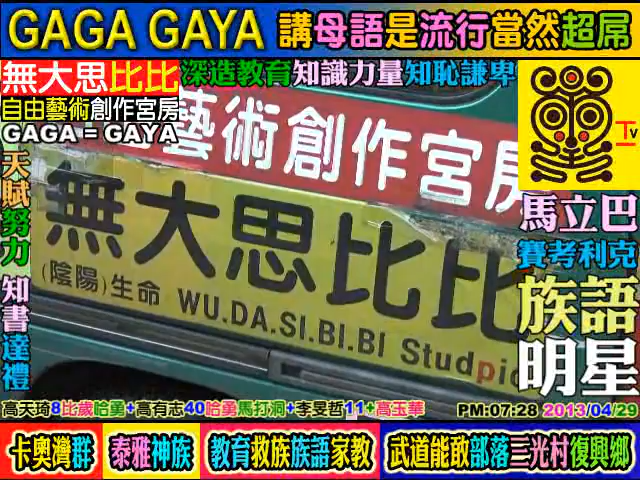 GAGA GAYA 講母語是流行當然超屌
無大思比比 深造教育知識力量知恥謙卑
自由藝術創作宮房
GAGA = GAYA
Tv
藝術創作宮房
無大思比比
(陰陽)生命 WU.DA.SI.BI.BI Studpio
天賦努力 知書達禮
馬立巴
賽考利克
族語
明星
高天琦8比歲哈勇+高有志40哈勇馬打洞+李旻哲11+高玉華 PM:07:28 2013/04/29
卡奧灣群 泰雅神族 教育救族族語家教 武道能敢部落三光村復興鄉